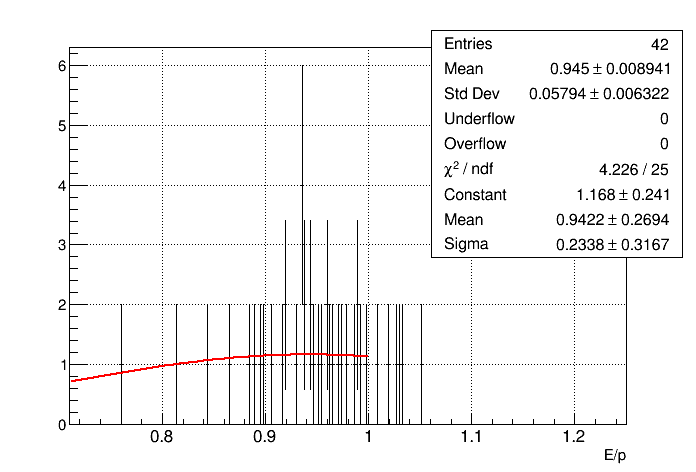 Entries 42
Mean 0.945 ± 0.008941
Std Dev 0.05794 ± 0.006322
Underflow 0
Overflow 0
χ² / ndf 4.226 / 25
Constant 1.168 ± 0.241
Mean 0.9422 ± 0.2694
Sigma 0.2338 ± 0.3167
6
5
4
3
2
1
0
0.8 0.9 1 1.1 1.2
E/p